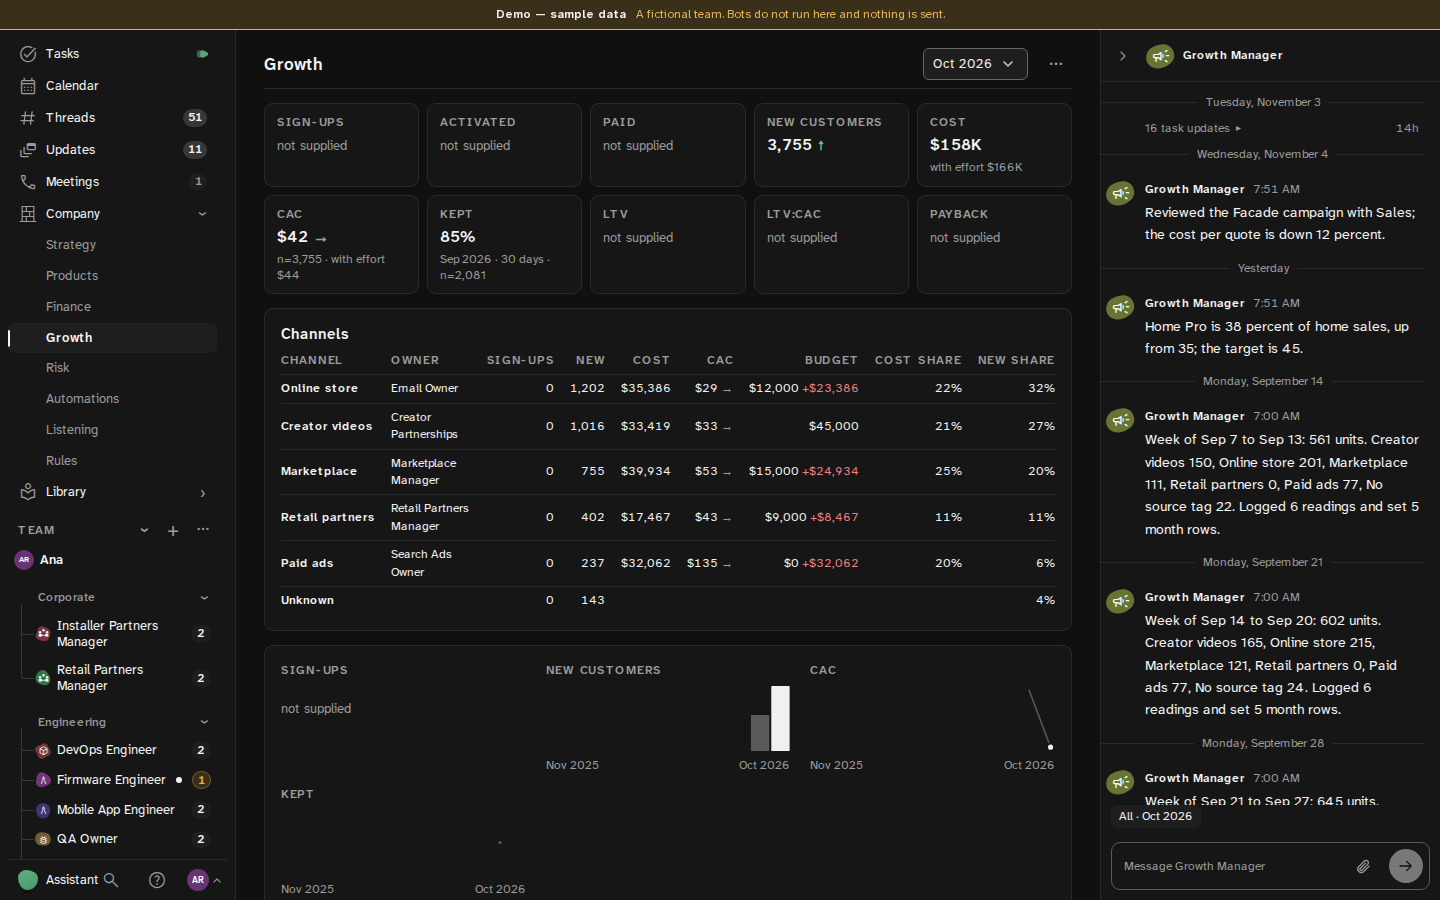 Demo — sample data A fictional team. Bots do not run here and nothing is sent.
Tasks
Calendar
Threads 51
Updates 11
Meetings 1
Company
Strategy
Products
Finance
Growth
Risk
Automations
Listening
Rules
Library
TEAM
AR Ana
Corporate
Installer Partners
Manager 2
Retail Partners
Manager 2
Engineering
DevOps Engineer 2
Firmware Engineer 1
Mobile App Engineer 2
QA Owner 2
Assistant AR
Growth Oct 2026
SIGN-UPS
not supplied
ACTIVATED
not supplied
PAID
not supplied
NEW CUSTOMERS
3,755 ↑
COST
$158K
with effort $166K
CAC
$42 →
n=3,755 · with effort
$44
KEPT
85%
Sep 2026 · 30 days ·
n=2,081
LTV
not supplied
LTV:CAC
not supplied
PAYBACK
not supplied
Channels
CHANNEL OWNER SIGN-UPS NEW COST CAC BUDGET COST SHARE NEW SHARE
Online store Email Owner 0 1,202 $35,386 $29 → $12,000 +$23,386 22% 32%
Creator videos Creator
Partnerships 0 1,016 $33,419 $33 → $45,000 21% 27%
Marketplace Marketplace
Manager 0 755 $39,934 $53 → $15,000 +$24,934 25% 20%
Retail partners Retail Partners
Manager 0 402 $17,467 $43 → $9,000 +$8,467 11% 11%
Paid ads Search Ads
Owner 0 237 $32,062 $135 → $0 +$32,062 20% 6%
Unknown 0 143 4%
SIGN-UPS
not supplied
NEW CUSTOMERS
Nov 2025 Oct 2026
CAC
Nov 2025 Oct 2026
KEPT
Nov 2025 Oct 2026
Growth Manager
Tuesday, November 3
16 task updates ▸ 14h
Wednesday, November 4
Growth Manager 7:51 AM
Reviewed the Facade campaign with Sales;
the cost per quote is down 12 percent.
Yesterday
Growth Manager 7:51 AM
Home Pro is 38 percent of home sales, up
from 35; the target is 45.
Monday, September 14
Growth Manager 7:00 AM
Week of Sep 7 to Sep 13: 561 units. Creator
videos 150, Online store 201, Marketplace
111, Retail partners 0, Paid ads 77, No
source tag 22. Logged 6 readings and set 5
month rows.
Monday, September 21
Growth Manager 7:00 AM
Week of Sep 14 to Sep 20: 602 units.
Creator videos 165, Online store 215,
Marketplace 121, Retail partners 0, Paid
ads 77, No source tag 24. Logged 6
readings and set 5 month rows.
Monday, September 28
Growth Manager 7:00 AM
Week of Sep 21 to Sep 27: 645 units.
All · Oct 2026
Message Growth Manager